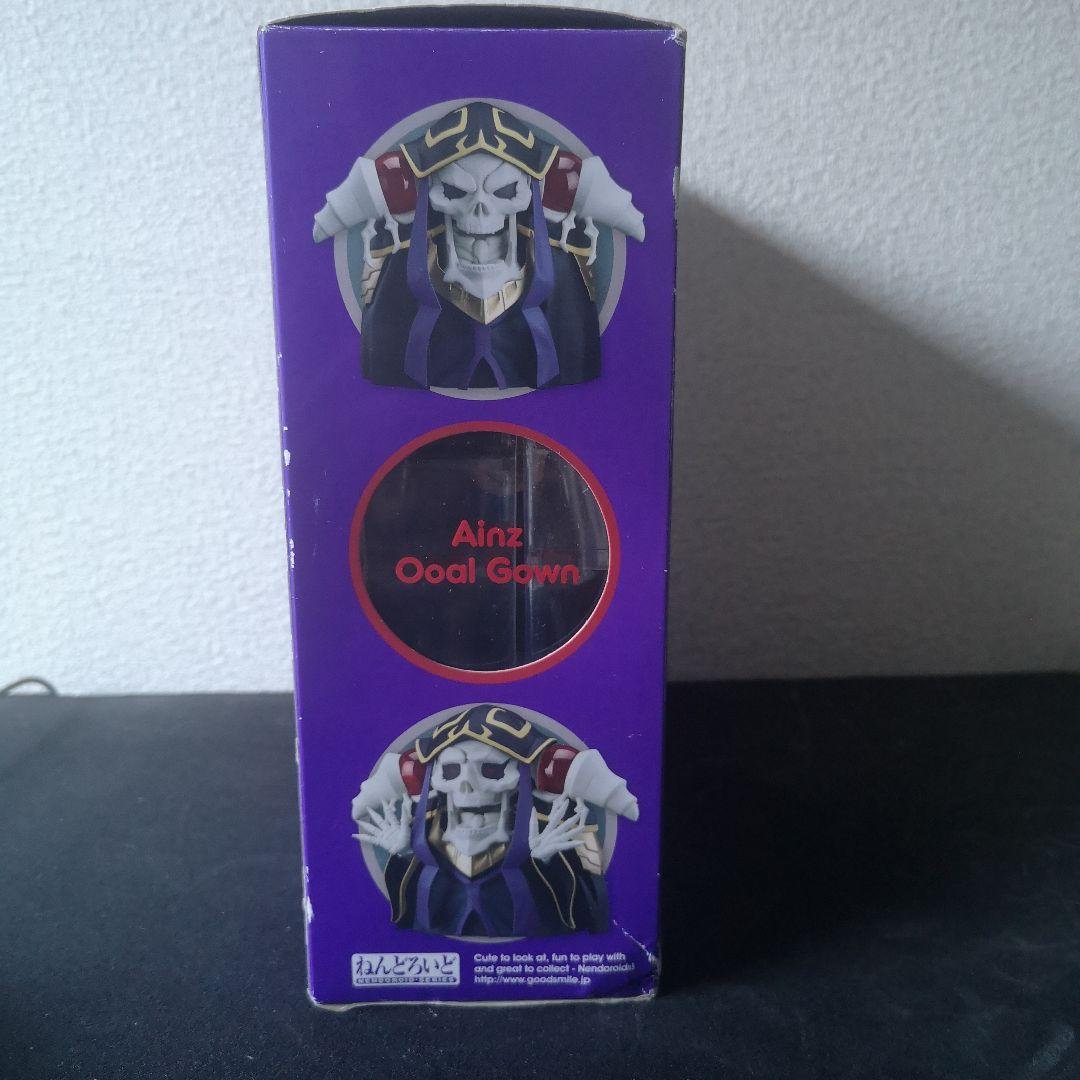 Ainz
Ooal Gown
ねんどろいど
NENDOROID·SERIES
Cute to look at, fun to play with
and great to collect - Nendoroids!
http://www.goodsmile.jp